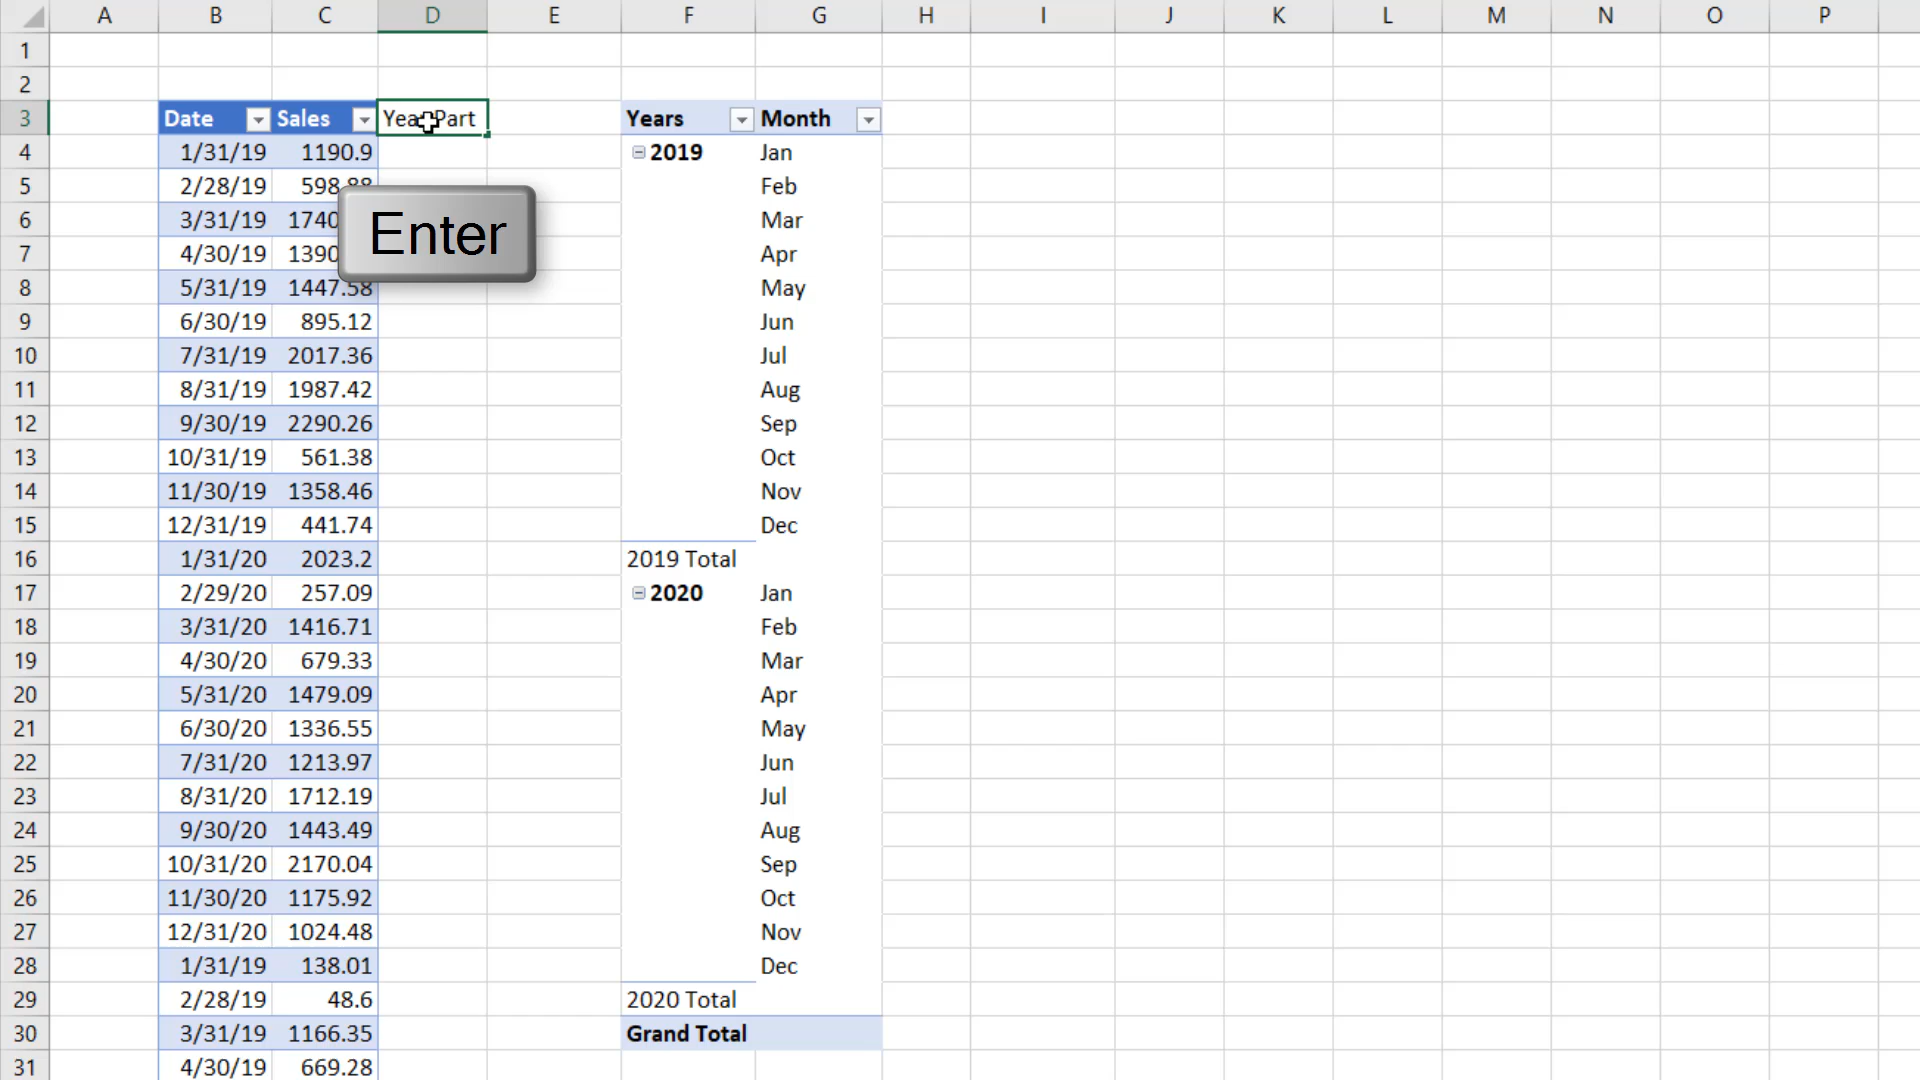 A B C D E F G H I J K L M N O P
1
2
3 Date Sales Years Month
4 1/31/19 1190.9 2019 Jan
5 2/28/19 Feb
6 3/31/19 Mar
7 4/30/19 Apr
Enter
8 5/31/19 1447.58 May
9 6/30/19 895.12 Jun
10 7/31/19 2017.36 Jul
11 8/31/19 1987.42 Aug
12 9/30/19 2290.26 Sep
13 10/31/19 561.38 Oct
14 11/30/19 1358.46 Nov
15 12/31/19 441.74 Dec
16 1/31/20 2023.2 2019 Total
17 2/29/20 257.09 2020 Jan
18 3/31/20 1416.71 Feb
19 4/30/20 679.33 Mar
20 5/31/20 1479.09 Apr
21 6/30/20 1336.55 May
22 7/31/20 1213.97 Jun
23 8/31/20 1712.19 Jul
24 9/30/20 1443.49 Aug
25 10/31/20 2170.04 Sep
26 11/30/20 1175.92 Oct
27 12/31/20 1024.48 Nov
28 1/31/19 138.01 Dec
29 2/28/19 48.6 2020 Total
30 3/31/19 1166.35 Grand Total
31 4/30/19 669.28